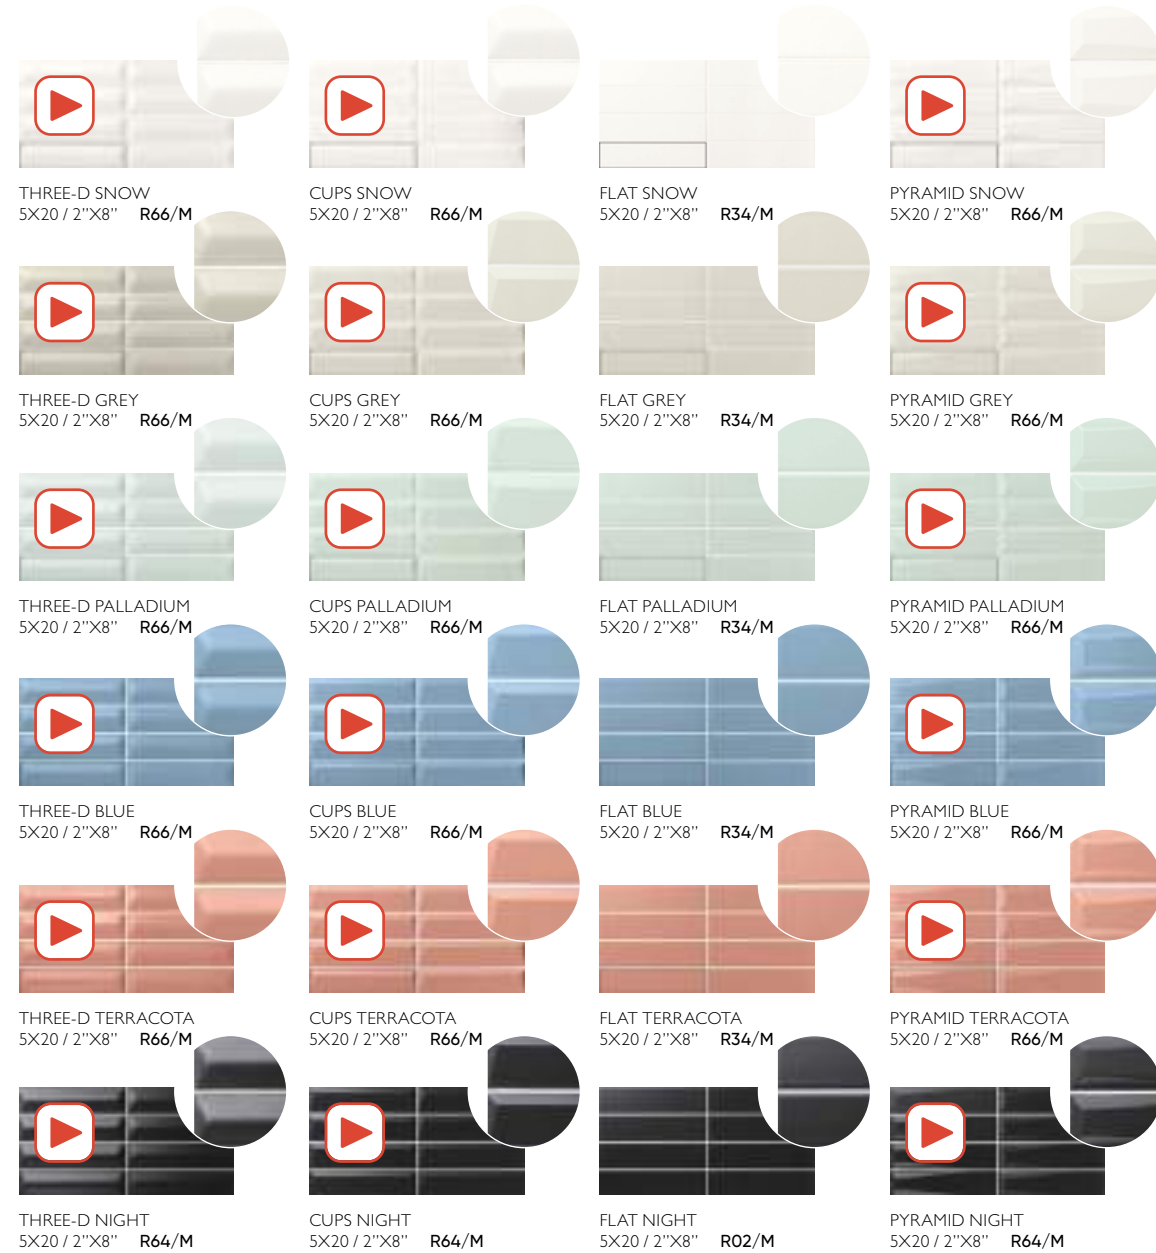 THREE-D SNOW
5X20 / 2”X8” R66/M
CUPS SNOW
5X20 / 2”X8” R66/M
FLAT SNOW
5X20 / 2”X8” R34/M
PYRAMID SNOW
5X20 / 2”X8” R66/M
THREE-D GREY
5X20 / 2”X8” R66/M
CUPS GREY
5X20 / 2”X8” R66/M
FLAT GREY
5X20 / 2”X8” R34/M
PYRAMID GREY
5X20 / 2”X8” R66/M
THREE-D PALLADIUM
5X20 / 2”X8” R66/M
CUPS PALLADIUM
5X20 / 2”X8” R66/M
FLAT PALLADIUM
5X20 / 2”X8” R34/M
PYRAMID PALLADIUM
5X20 / 2”X8” R66/M
THREE-D BLUE
5X20 / 2”X8” R66/M
CUPS BLUE
5X20 / 2”X8” R66/M
FLAT BLUE
5X20 / 2”X8” R34/M
PYRAMID BLUE
5X20 / 2”X8” R66/M
THREE-D TERRACOTA
5X20 / 2”X8” R66/M
CUPS TERRACOTA
5X20 / 2”X8” R66/M
FLAT TERRACOTA
5X20 / 2”X8” R34/M
PYRAMID TERRACOTA
5X20 / 2”X8” R66/M
THREE-D NIGHT
5X20 / 2”X8” R64/M
CUPS NIGHT
5X20 / 2”X8” R64/M
FLAT NIGHT
5X20 / 2”X8” R02/M
PYRAMID NIGHT
5X20 / 2”X8” R64/M